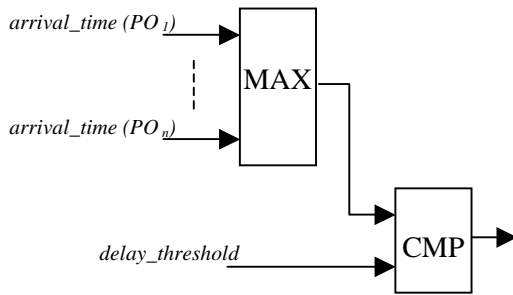 arrival_time (PO₁)
MAX
arrival_time (POₙ)
CMP
delay_threshold